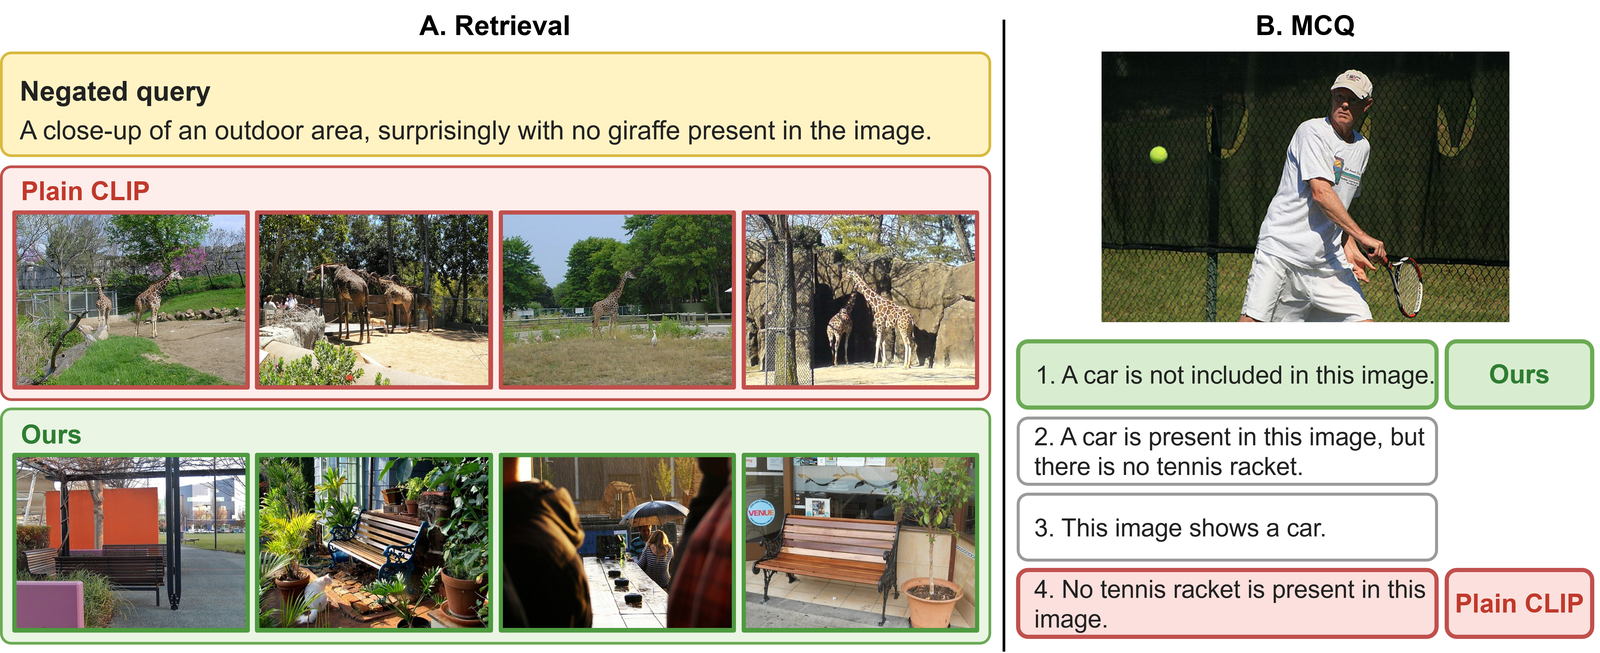 A. Retrieval
Negated query
A close-up of an outdoor area, surprisingly with no giraffe present in the image.
Plain CLIP
Ours
VENUE
B. MCQ
1. A car is not included in this image.
Ours
2. A car is present in this image, but
there is no tennis racket.
3. This image shows a car.
4. No tennis racket is present in this
image.
Plain CLIP